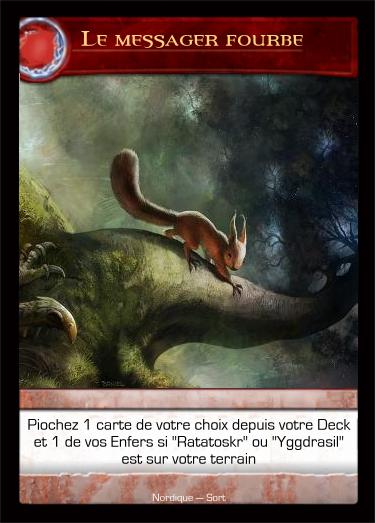 Le messager fourbe
Piochez 1 carte de votre choix depuis votre Deck
et 1 de vos Enfers si "Ratatoskr" ou "Yggdrasil"
est sur votre terrain
Nordique — Sort